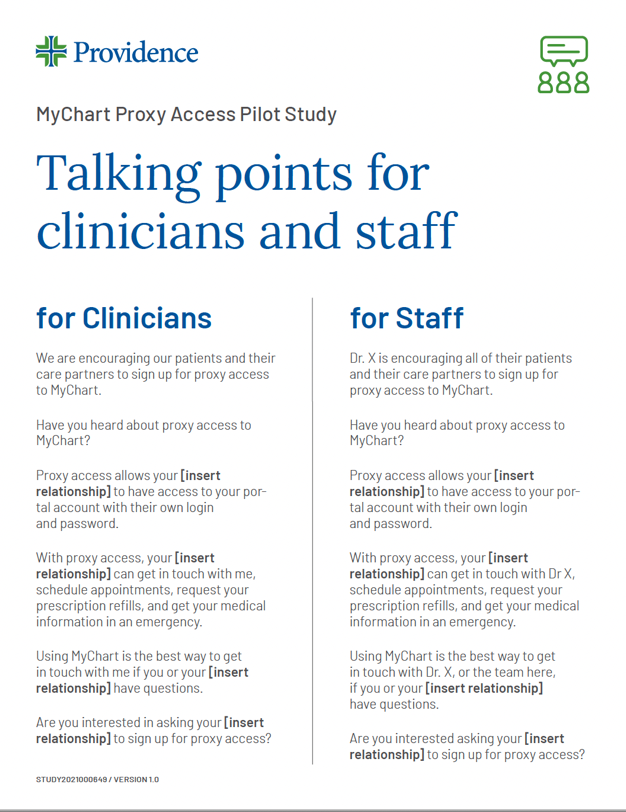 Providence
MyChart Proxy Access Pilot Study
Talking points for
clinicians and staff
for Clinicians
We are encouraging our patients and their
care partners to sign up for proxy access
to MyChart.
Have you heard about proxy access to
MyChart?
Proxy access allows your [insert
relationship] to have access to your por-
tal account with their own login
and password.
With proxy access, your [insert
relationship] can get in touch with me,
schedule appointments, request your
prescription refills, and get your medical
information in an emergency.
Using MyChart is the best way to get
in touch with me if you or your [insert
relationship] have questions.
Are you interested in asking your [insert
relationship] to sign up for proxy access?
for Staff
Dr. X is encouraging all of their patients
and their care partners to sign up for
proxy access to MyChart.
Have you heard about proxy access to
MyChart?
Proxy access allows your [insert
relationship] to have access to your por-
tal account with their own login
and password.
With proxy access, your [insert
relationship] can get in touch with Dr X,
schedule appointments, request your
prescription refills, and get your medical
information in an emergency.
Using MyChart is the best way to get
in touch with Dr. X, or the team here,
if you or your [insert relationship]
have questions.
Are you interested asking your [insert
relationship] to sign up for proxy access?
STUDY2021000649 / VERSION 1.0